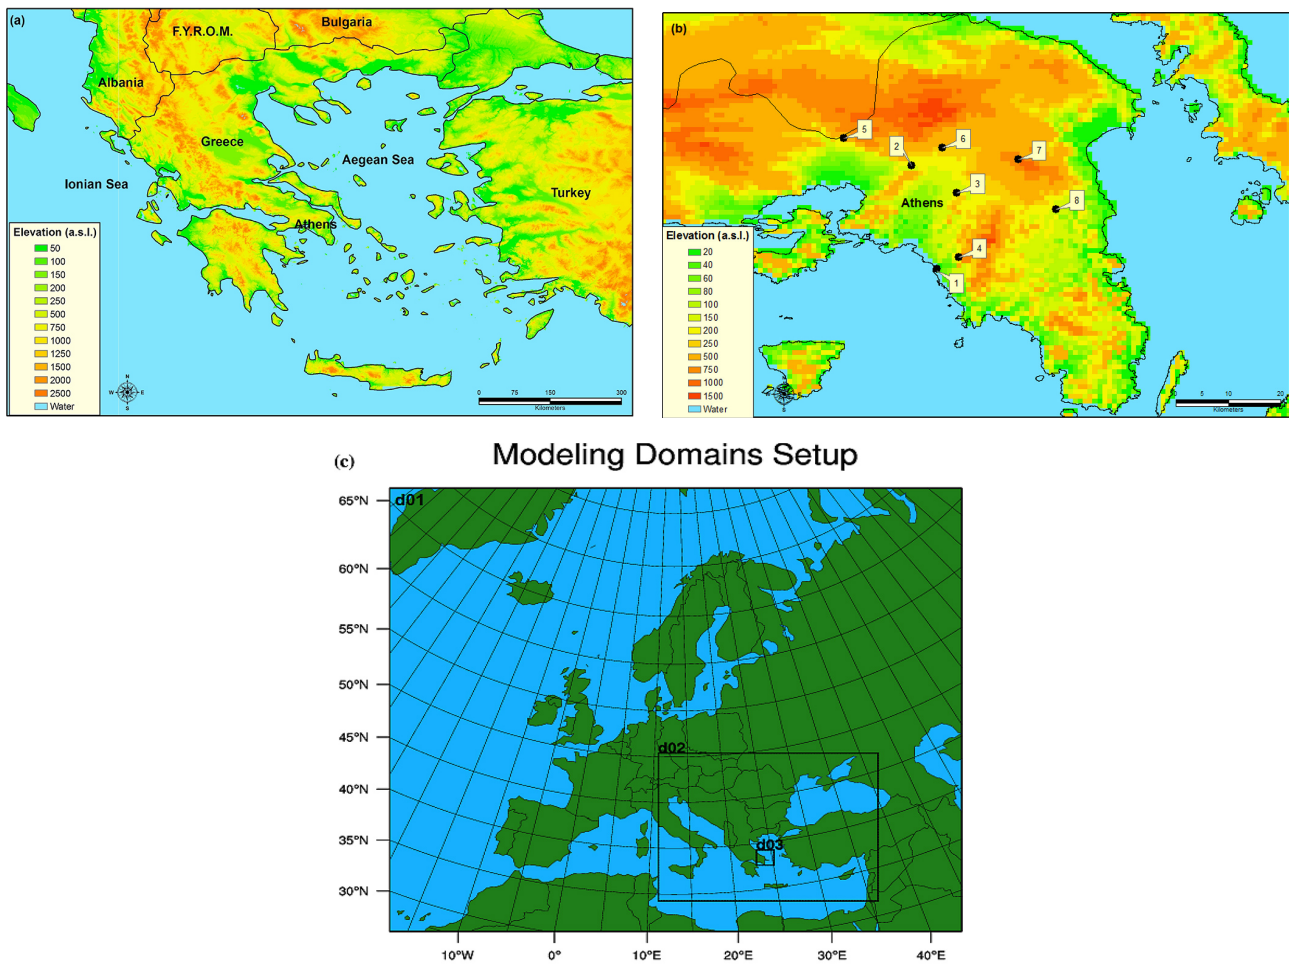 (a)
F.Y.R.O.M.
Bulgaria
Albania
Greece
Aegean Sea
Ionian Sea
Turkey
Athens
Elevation (a.s.l.)
50
100
150
200
250
500
750
1000
1250
1500
2000
2500
Water
N
W
E
S
0
75
150
300
Kilometers
(b)
5
2
6
7
3
Athens
8
4
1
Elevation (a.s.l.)
20
40
60
80
100
150
200
250
500
750
1000
1500
Water
0
5
10
20
Kilometers
(c)
Modeling Domains Setup
d01
65°N
60°N
55°N
50°N
45°N
40°N
35°N
30°N
d02
d03
10°W
0°
10°E
20°E
30°E
40°E